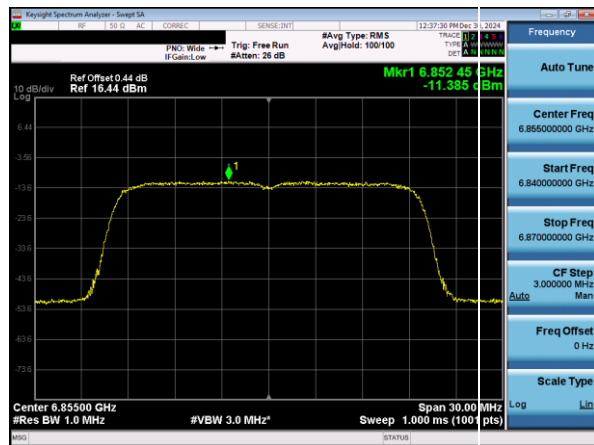 Keysight Spectrum Analyzer - Swept SA
RF 50 Ω AC CORREC SENSE:INT 12:37:30 PM Dec 30, 2024
#Avg Type: RMS TRACE 1 2 3 4 5 6
PNO: Wide Trig: Free Run Avg|Hold: 100/100 TYPE A W W W W W
IFGain:Low #Atten: 26 dB DET A N N N N N
Mkr1 6.852 45 GHz
-11.385 dBm
Ref Offset 0.44 dB
10 dB/div Ref 16.44 dBm
Log
6.44
-3.56
-13.6
-23.6
-33.6
-43.6
-53.6
-63.6
-73.6
1
Center 6.85500 GHz Span 30.00 MHz
#Res BW 1.0 MHz #VBW 3.0 MHz* Sweep 1.000 ms (1001 pts)
MSG STATUS
Frequency
Auto Tune
Center Freq
6.855000000 GHz
Start Freq
6.840000000 GHz
Stop Freq
6.870000000 GHz
CF Step
3.000000 MHz
Auto Man
Freq Offset
0 Hz
Scale Type
Log Lin